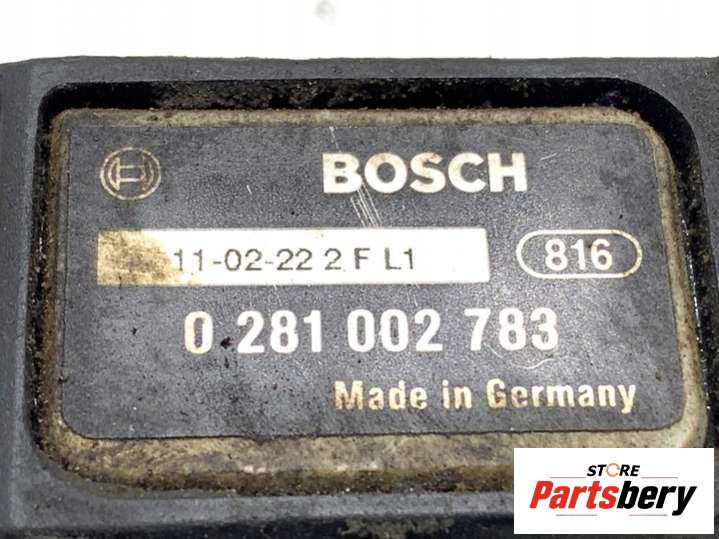 BOSCH
11-02-22 2 F L1
816
0 281 002 783
Made in Germany
STORE
Partsbery